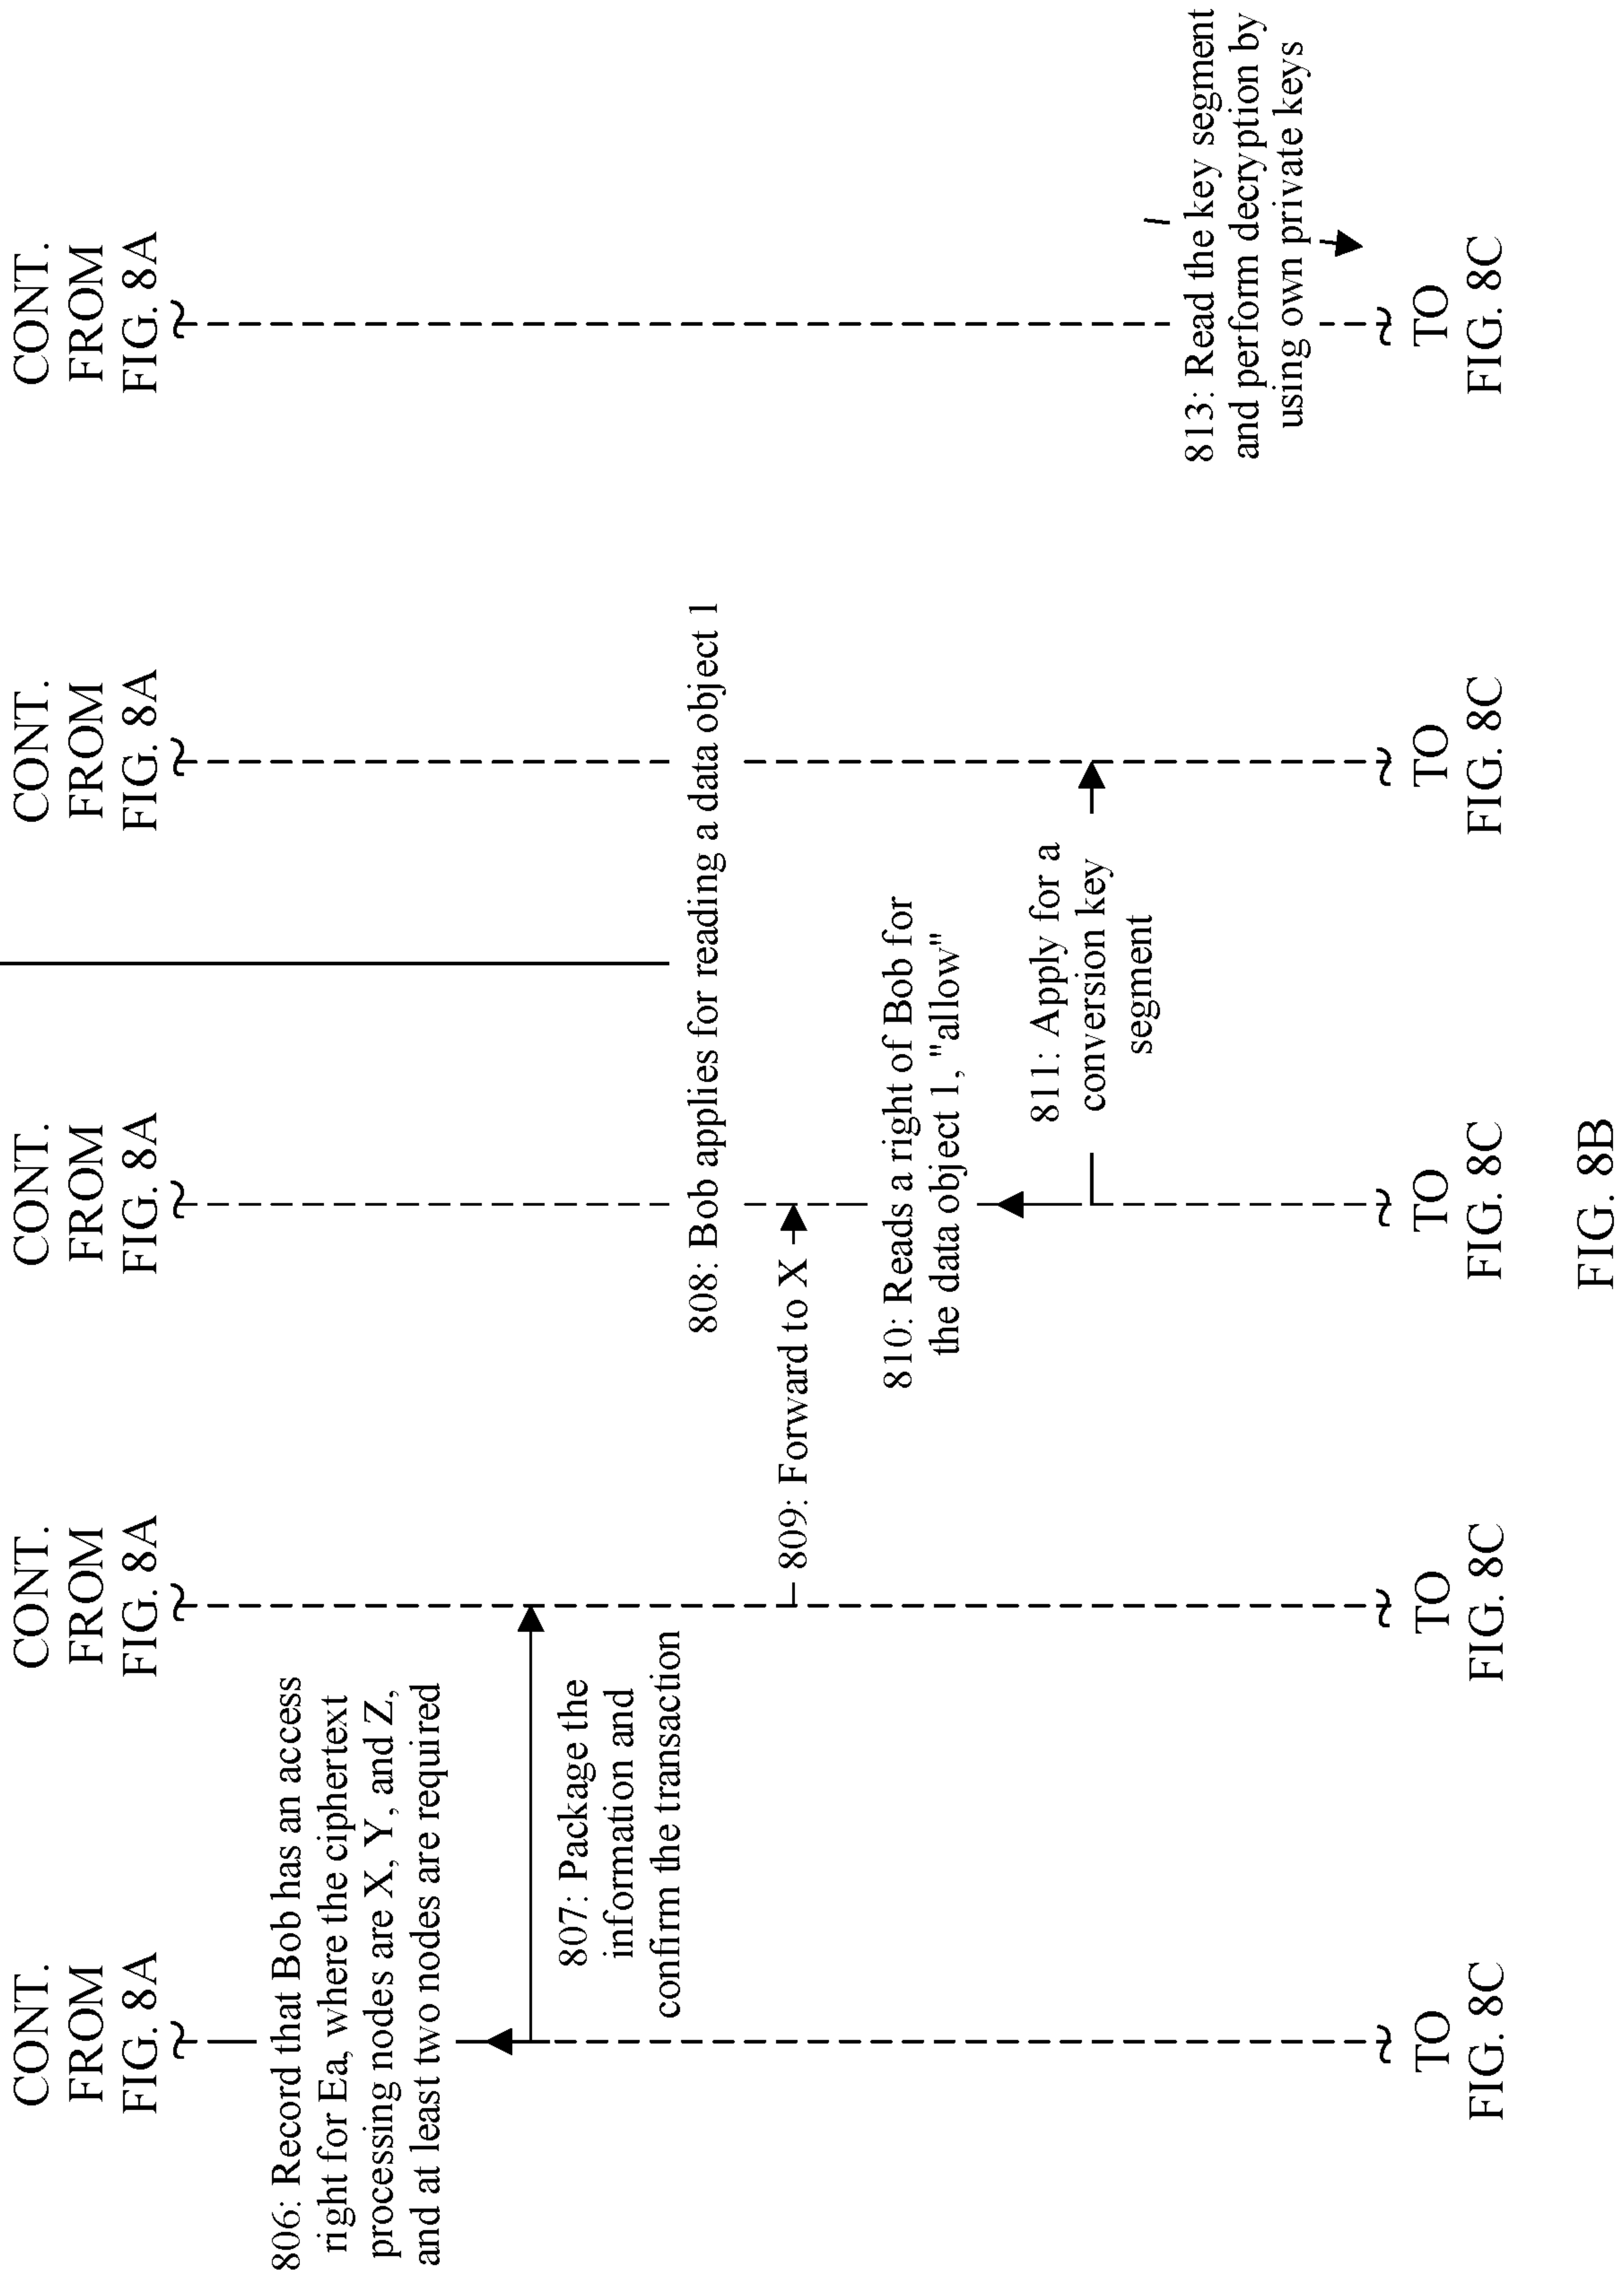 CONT.
FROM
FIG. 8A
CONT.
FROM
FIG. 8A
CONT.
FROM
FIG. 8A
CONT.
FROM
FIG. 8A
CONT.
FROM
FIG. 8A
806: Record that Bob has an access
right for Ea, where the ciphertext
processing nodes are X, Y, and Z,
and at least two nodes are required
807: Package the
information and
confirm the transaction
808: Bob applies for reading a data object 1
809: Forward to X
810: Reads a right of Bob for
the data object 1, "allow"
811: Apply for a
conversion key
segment
813: Read the key segment
and perform decryption by
using own private keys
TO
FIG. 8C
TO
FIG. 8C
TO
FIG. 8C
TO
FIG. 8C
TO
FIG. 8C
FIG. 8B